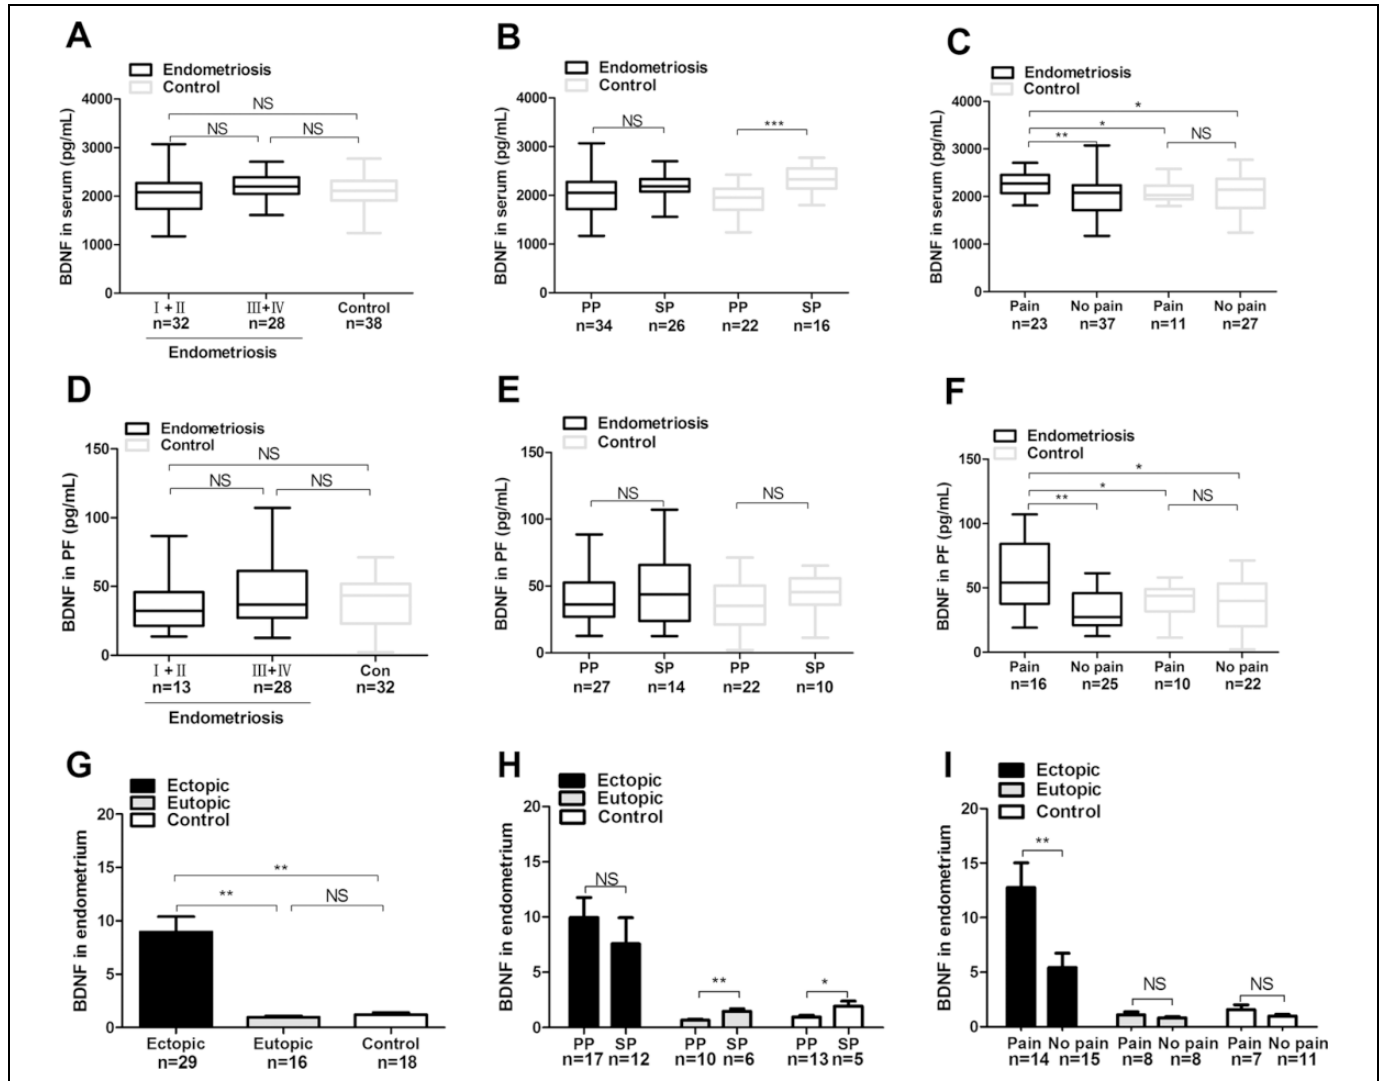 A
Endometriosis
Control
BDNF in serum (pg/mL)
4000
3000
2000
1000
0
NS
NS
NS
Ⅰ+Ⅱ
Ⅲ+Ⅳ
Control
n=32
n=28
n=38
Endometriosis
B
Endometriosis
Control
BDNF in serum (pg/mL)
4000
3000
2000
1000
0
NS
***
PP
SP
PP
SP
n=34
n=26
n=22
n=16
C
Endometriosis
Control
BDNF in serum (pg/mL)
4000
3000
2000
1000
0
*
*
**
NS
Pain
No pain
Pain
No pain
n=23
n=37
n=11
n=27
D
Endometriosis
Control
BDNF in PF (pg/mL)
150
100
50
0
NS
NS
NS
Ⅰ+Ⅱ
Ⅲ+Ⅳ
Con
n=13
n=28
n=32
Endometriosis
E
Endometriosis
Control
BDNF in PF (pg/mL)
150
100
50
0
NS
NS
PP
SP
PP
SP
n=27
n=14
n=22
n=10
F
Endometriosis
Control
BDNF in PF (pg/mL)
150
100
50
0
*
*
**
NS
Pain
No pain
Pain
No pain
n=16
n=25
n=10
n=22
G
Ectopic
Eutopic
Control
BDNF in endometrium
20
15
10
5
0
**
**
NS
Ectopic
Eutopic
Control
n=29
n=16
n=18
H
Ectopic
Eutopic
Control
BDNF in endometrium
20
15
10
5
0
NS
**
*
PP
SP
PP
SP
PP
SP
n=17
n=12
n=10
n=6
n=13
n=5
I
Ectopic
Eutopic
Control
BDNF in endometrium
20
15
10
5
0
**
NS
NS
Pain
No pain
Pain
No pain
Pain
No pain
n=14
n=15
n=8
n=8
n=7
n=11